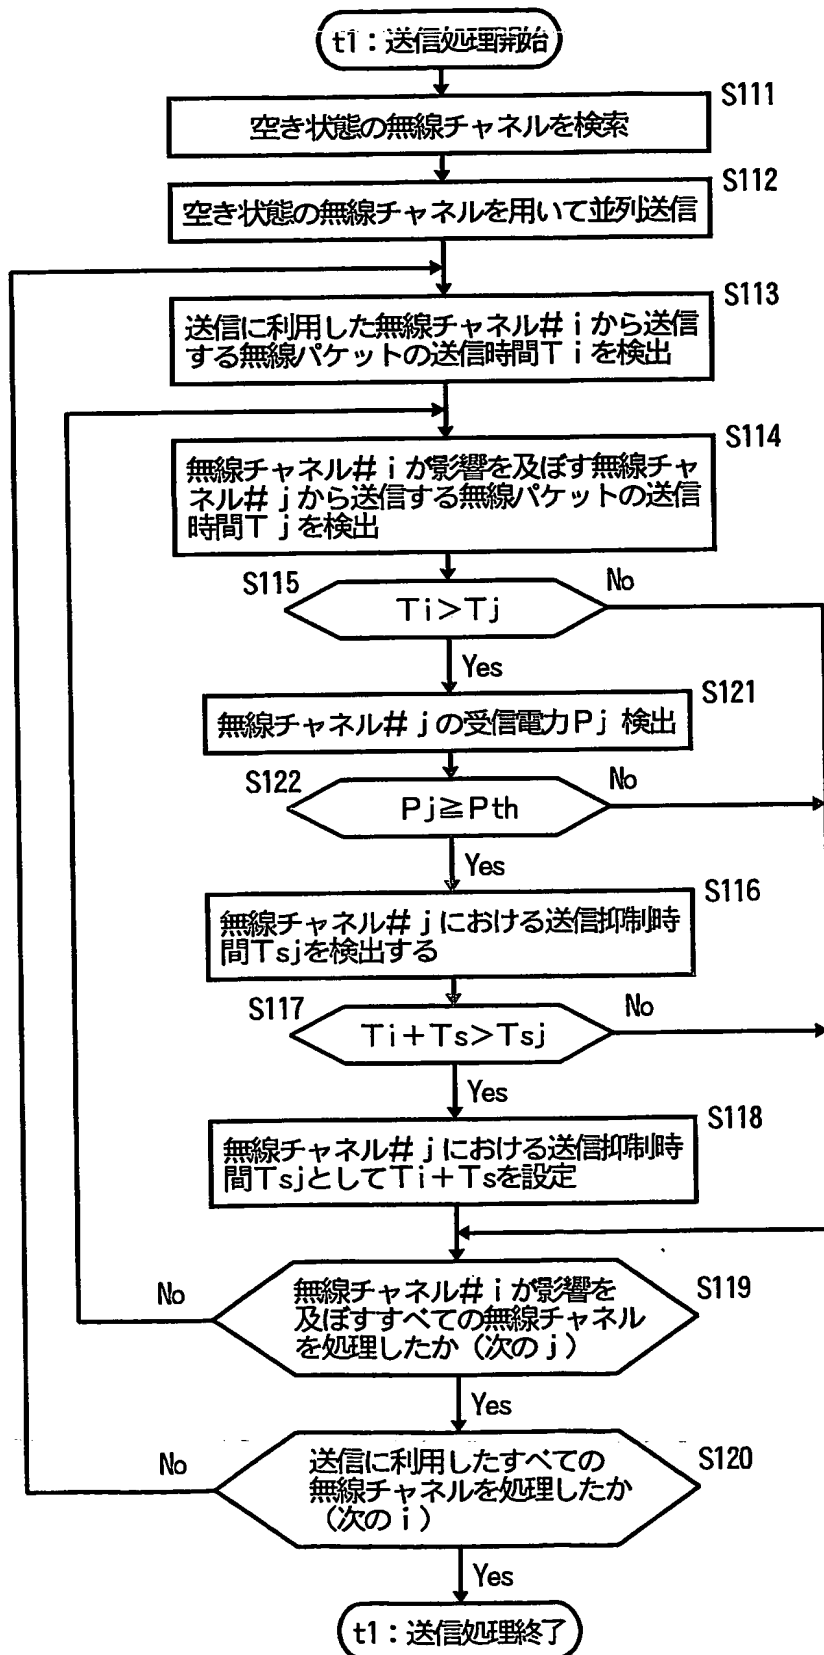 t1：送信処理開始
S111
空き状態の無線チャネルを検索
S112
空き状態の無線チャネルを用いて並列送信
S113
送信に利用した無線チャネル＃ｉから送信
する無線パケットの送信時間Ｔｉを検出
S114
無線チャネル＃ｉが影響を及ぼす無線チャ
ネル＃ｊから送信する無線パケットの送信
時間Ｔｊを検出
S115
Ｔｉ＞Ｔｊ
No
Yes
S121
無線チャネル＃ｊの受信電力Ｐｊ検出
S122
Ｐｊ≧Ｐth
No
Yes
S116
無線チャネル＃ｊにおける送信抑制時
間Ｔsｊを検出する
S117
Ｔｉ＋Ｔs＞Ｔsｊ
No
Yes
S118
無線チャネル＃ｊにおける送信抑制時
間ＴsｊとしてＴｉ＋Ｔsを設定
S119
無線チャネル＃ｉが影響を
及ぼすすべての無線チャネル
を処理したか（次のｊ）
No
Yes
S120
送信に利用したすべての
無線チャネルを処理したか
（次のｉ）
No
Yes
t1：送信処理終了